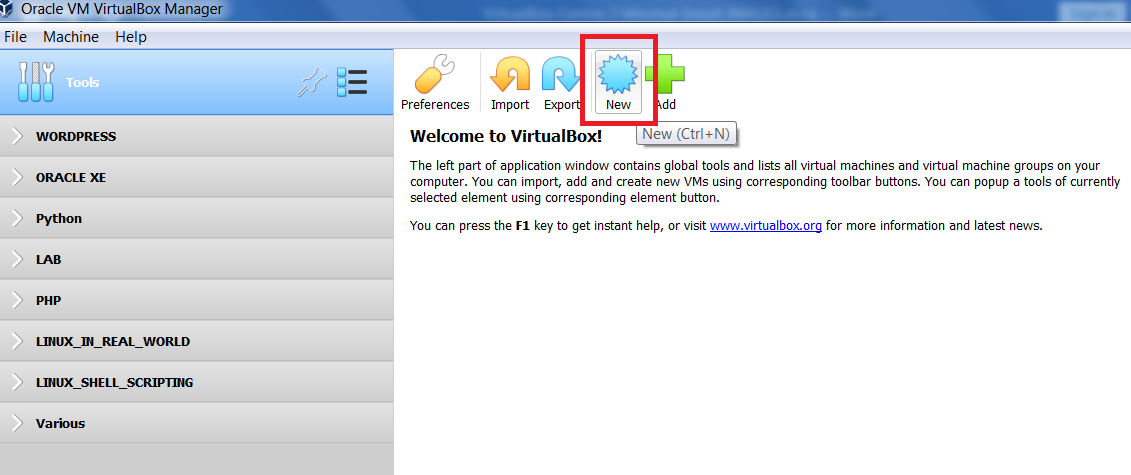 Oracle VM VirtualBox Manager
File Machine Help
Tools
Preferences Import Export New Add
New (Ctrl+N)
WORDPRESS
ORACLE XE
Python
LAB
PHP
LINUX_IN_REAL_WORLD
LINUX_SHELL_SCRIPTING
Various
Welcome to VirtualBox!
The left part of application window contains global tools and lists all virtual machines and virtual machine groups on your
computer. You can import, add and create new VMs using corresponding toolbar buttons. You can popup a tools of currently
selected element using corresponding element button.
You can press the F1 key to get instant help, or visit www.virtualbox.org for more information and latest news.